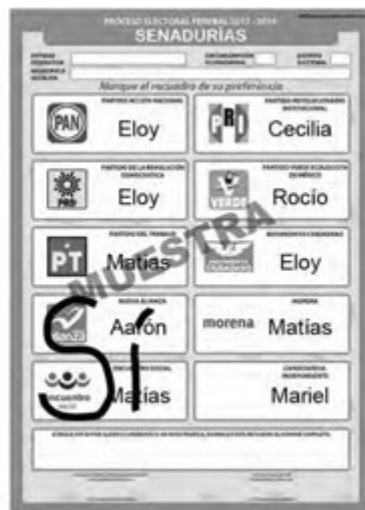 PROCESO ELECTORAL FEDERAL 2017 - 2018
SENADURÍAS
Marque el recuadro de su preferencia
PARTIDO ACCIÓN NACIONAL
PAN
Eloy
PARTIDO REVOLUCIONARIO
INSTITUCIONAL
PRI
Cecilia
PARTIDO DE LA REVOLUCIÓN
DEMOCRÁTICA
PRD
Eloy
PARTIDO VERDE ECOLOGISTA
DE MÉXICO
VERDE
Rocío
PARTIDO DEL TRABAJO
PT
Matías
MOVIMIENTO CIUDADANO
Eloy
MUESTRA
NUEVA ALIANZA
Aarón
MORENA
morena
Matías
SÍ
ENCUENTRO SOCIAL
encuentro
Matías
CANDIDATO/A
INDEPENDIENTE
Mariel